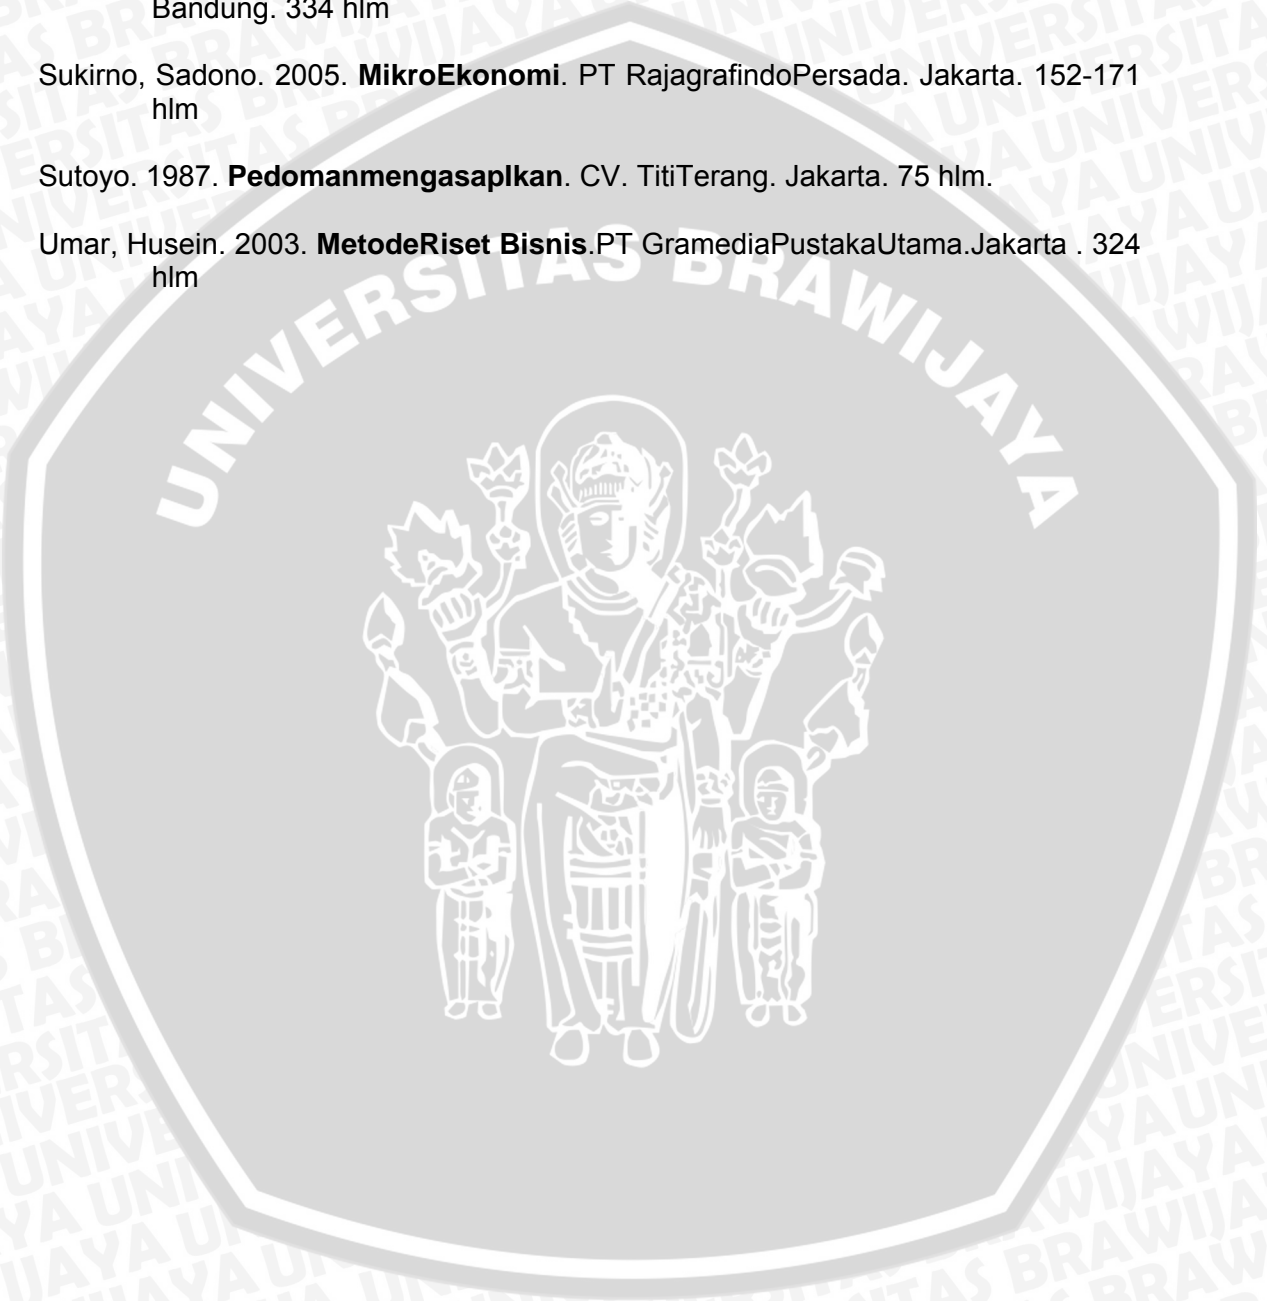 Bandung. 334 hlm
Sukirno, Sadono. 2005. MikroEkonomi. PT RajagrafindoPersada. Jakarta. 152-171
hlm
Sutoyo. 1987. PedomanmengasapIkan. CV. TitiTerang. Jakarta. 75 hlm.
Umar, Husein. 2003. MetodeRiset Bisnis.PT GramediaPustakaUtama.Jakarta . 324
hlm
UNIVERSITAS BRAWIJAYA